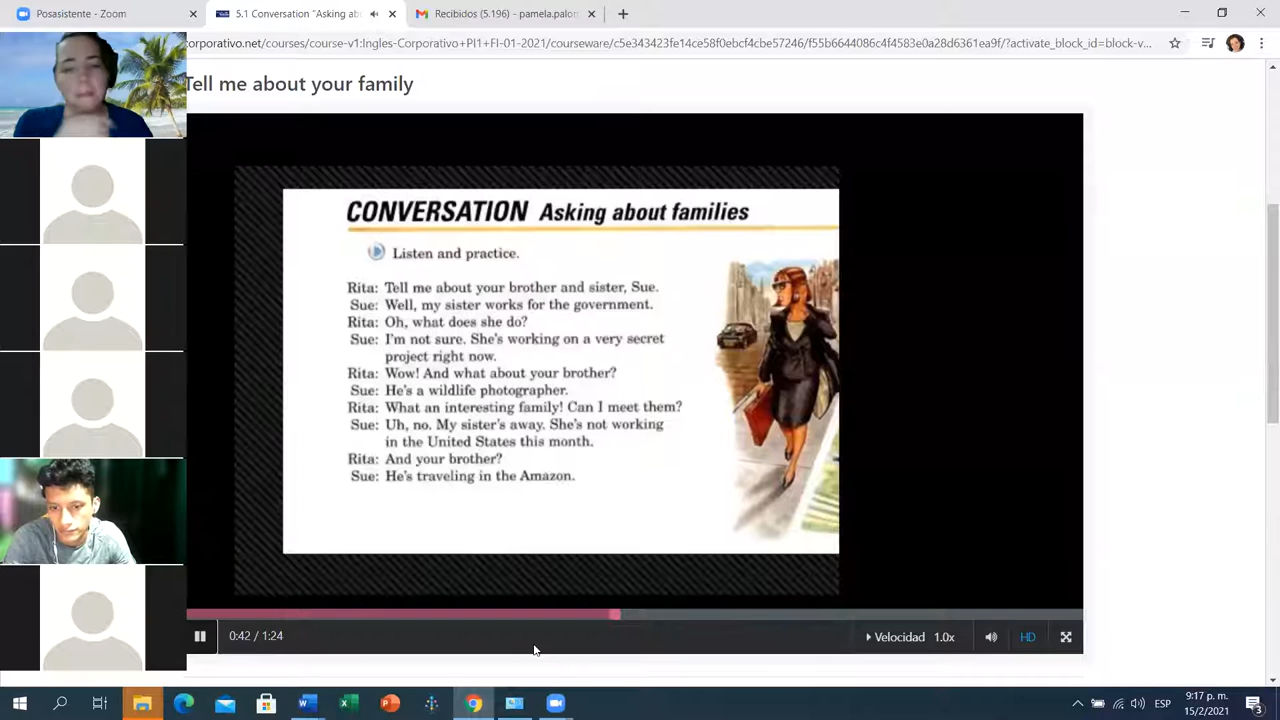 Posasistente - Zoom
5.1 Conversation "Asking abo
Recibidos (5.196) - pamela.palom
orporativo.net/courses/course-v1:Ingles-Corporativo+PI1+FI-01-2021/courseware/c5e343423fe14ce58f0ebcf4cbe57246/f55b6644086c4f4583e0a28d6361ea9f/?activate_block_id=block-v...
Tell me about your family
CONVERSATION Asking about families
Listen and practice.
Rita: Tell me about your brother and sister, Sue.
Sue: Well, my sister works for the government.
Rita: Oh, what does she do?
Sue: I'm not sure. She's working on a very secret
project right now.
Rita: Wow! And what about your brother?
Sue: He's a wildlife photographer.
Rita: What an interesting family! Can I meet them?
Sue: Uh, no. My sister's away. She's not working
in the United States this month.
Rita: And your brother?
Sue: He's traveling in the Amazon.
0:42 / 1:24
Velocidad 1.0x
HD
ESP
9:17 p. m.
15/2/2021
3